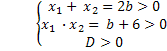 x₁ + x₂ = 2b > 0
x₁ · x₂ = b + 6 > 0
D > 0